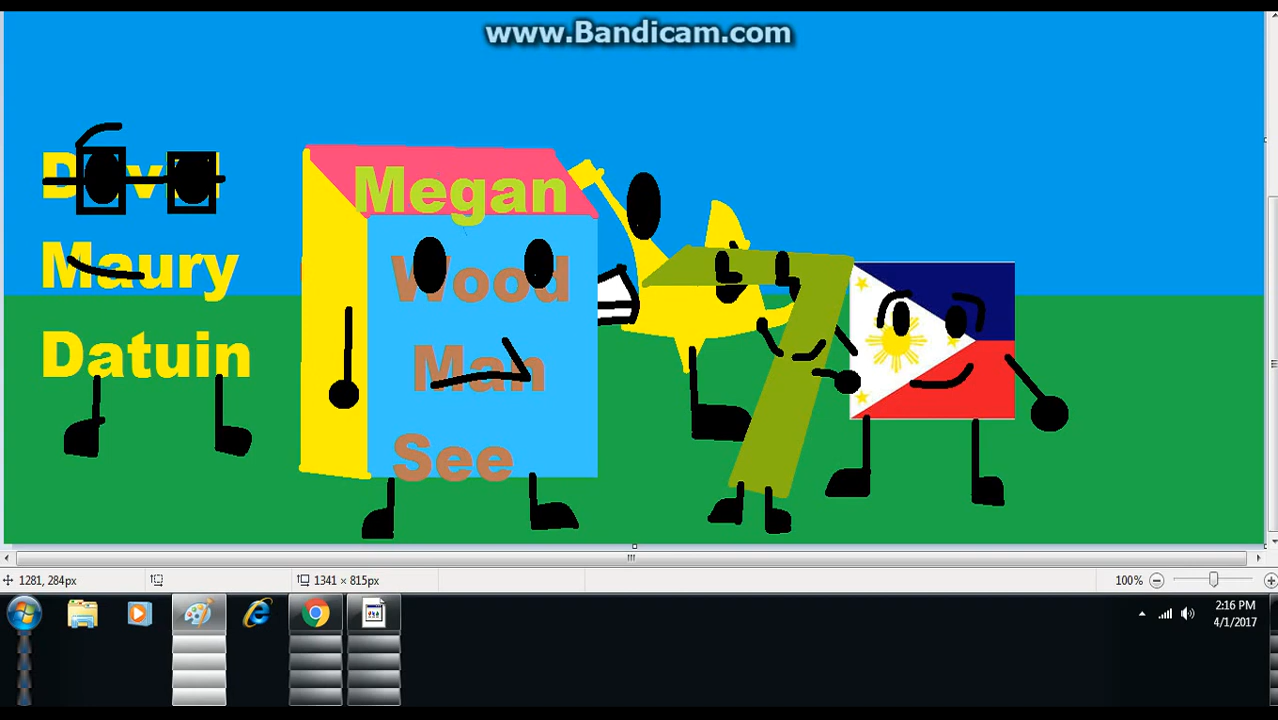 www.Bandicam.com
Maury
Datuin
Megan
Wood
Man
See
1281, 284px
1341 × 815px
100%
2:16 PM
4/1/2017